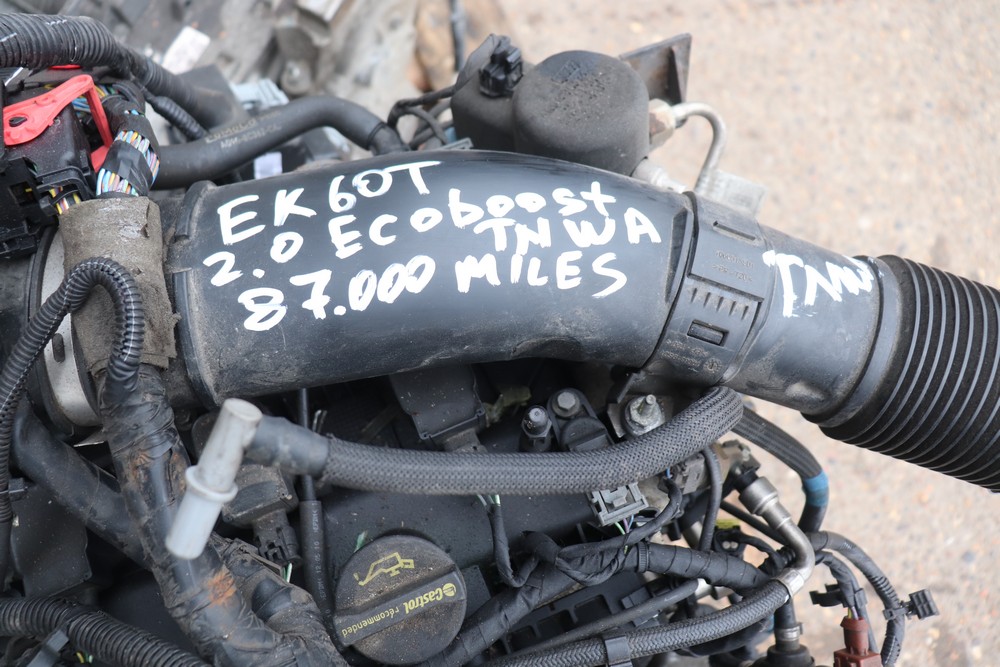 EK60T
2.0 ECOboost
TNWA
87.000 MILES
TNW
Castrol
recommended